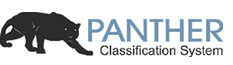 PANTHER
Classification System